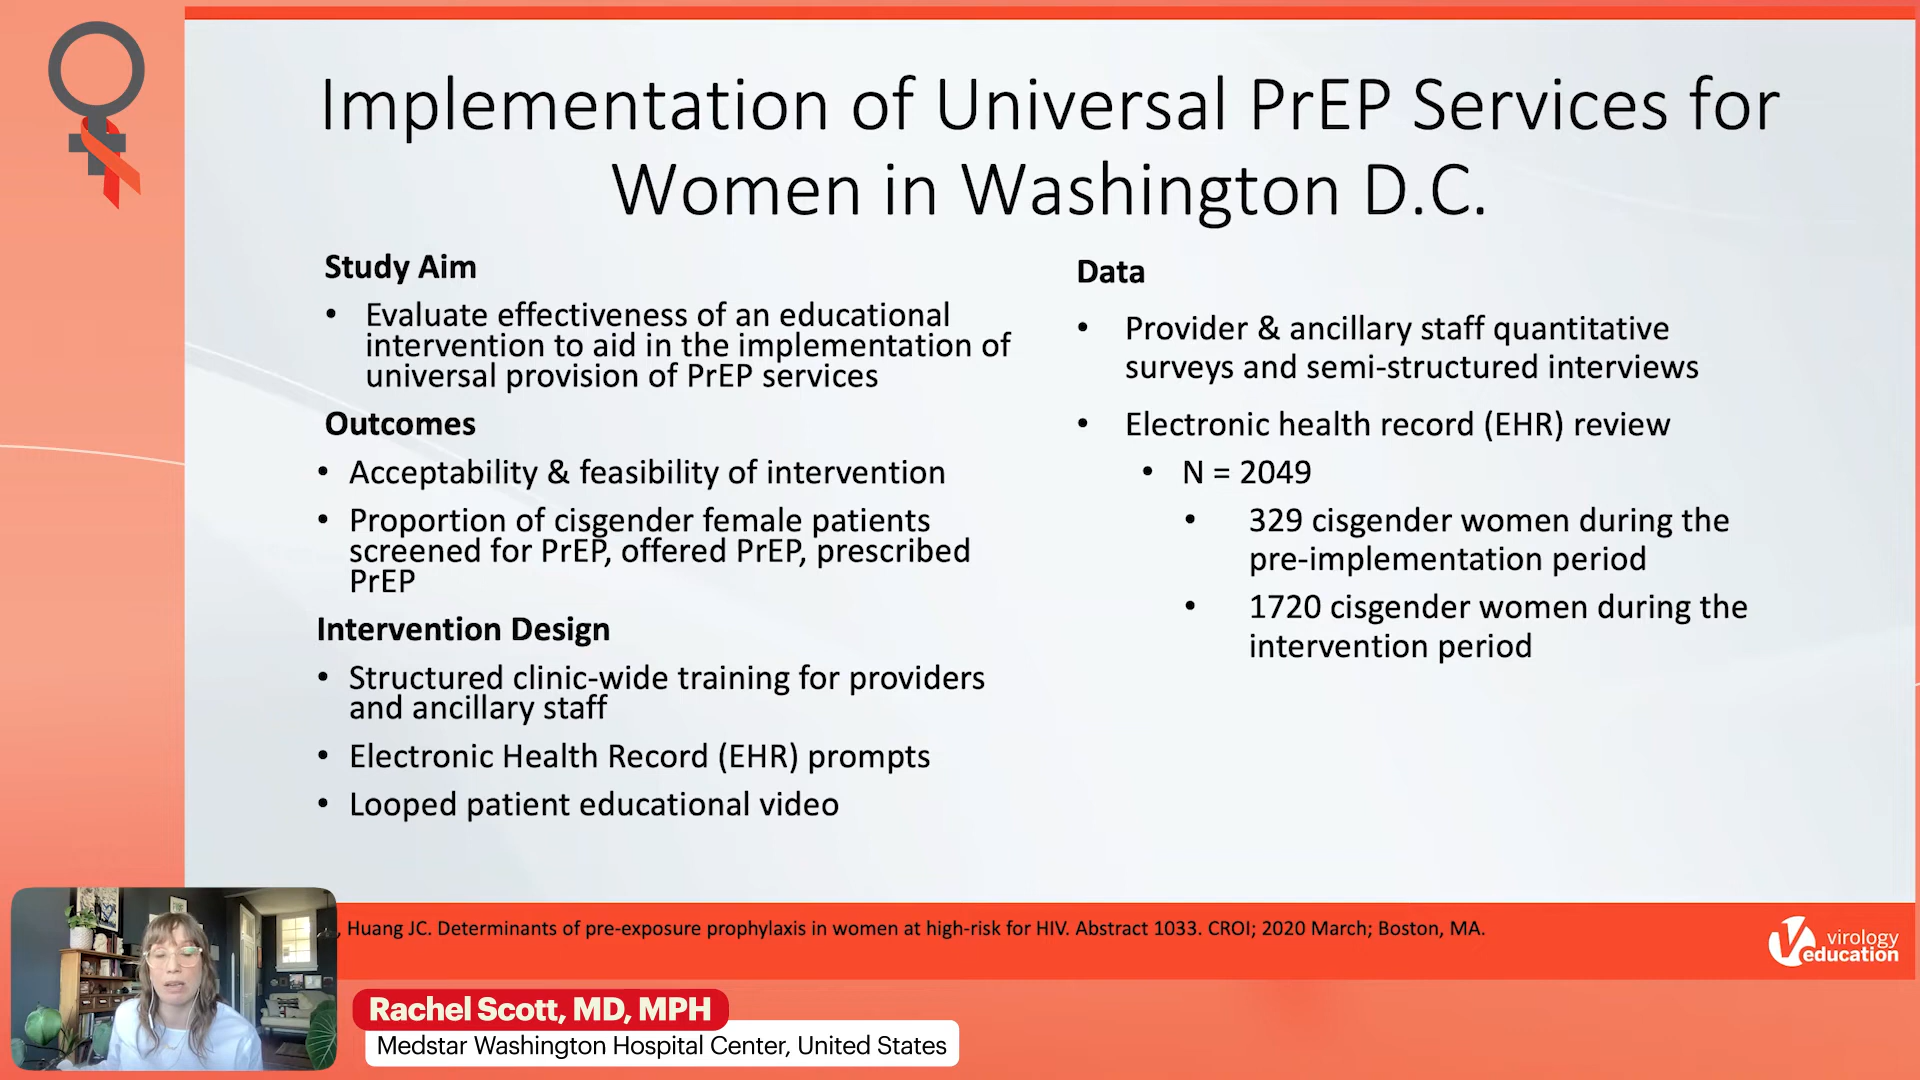 Implementation of Universal PrEP Services for
Women in Washington D.C.
Study Aim
• Evaluate effectiveness of an educational
intervention to aid in the implementation of
universal provision of PrEP services
Outcomes
• Acceptability & feasibility of intervention
• Proportion of cisgender female patients
screened for PrEP, offered PrEP, prescribed
PrEP
Intervention Design
• Structured clinic-wide training for providers
and ancillary staff
• Electronic Health Record (EHR) prompts
• Looped patient educational video
Data
• Provider & ancillary staff quantitative
surveys and semi-structured interviews
• Electronic health record (EHR) review
• N = 2049
• 329 cisgender women during the
pre-implementation period
• 1720 cisgender women during the
intervention period
, Huang JC. Determinants of pre-exposure prophylaxis in women at high-risk for HIV. Abstract 1033. CROI; 2020 March; Boston, MA.
virology
education
Rachel Scott, MD, MPH
Medstar Washington Hospital Center, United States